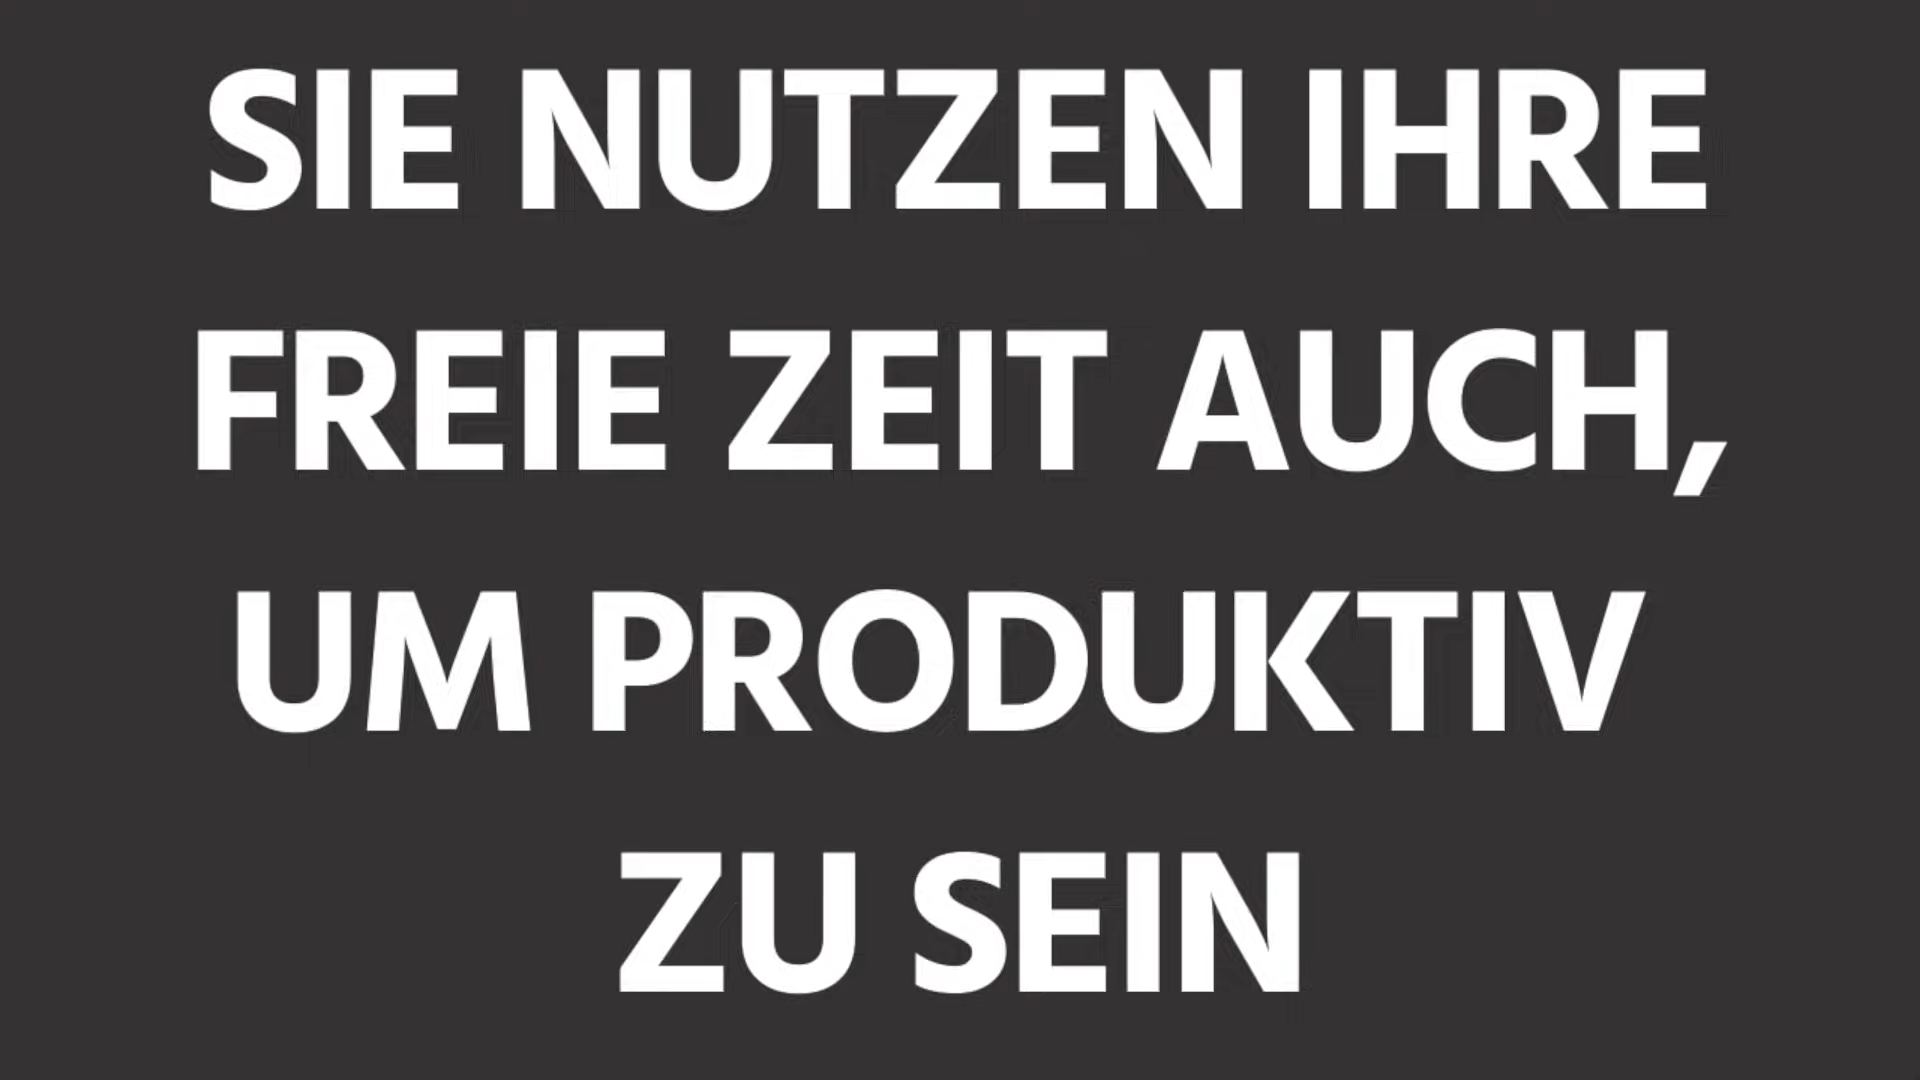 SIE NUTZEN IHRE
FREIE ZEIT AUCH,
UM PRODUKTIV
ZU SEIN